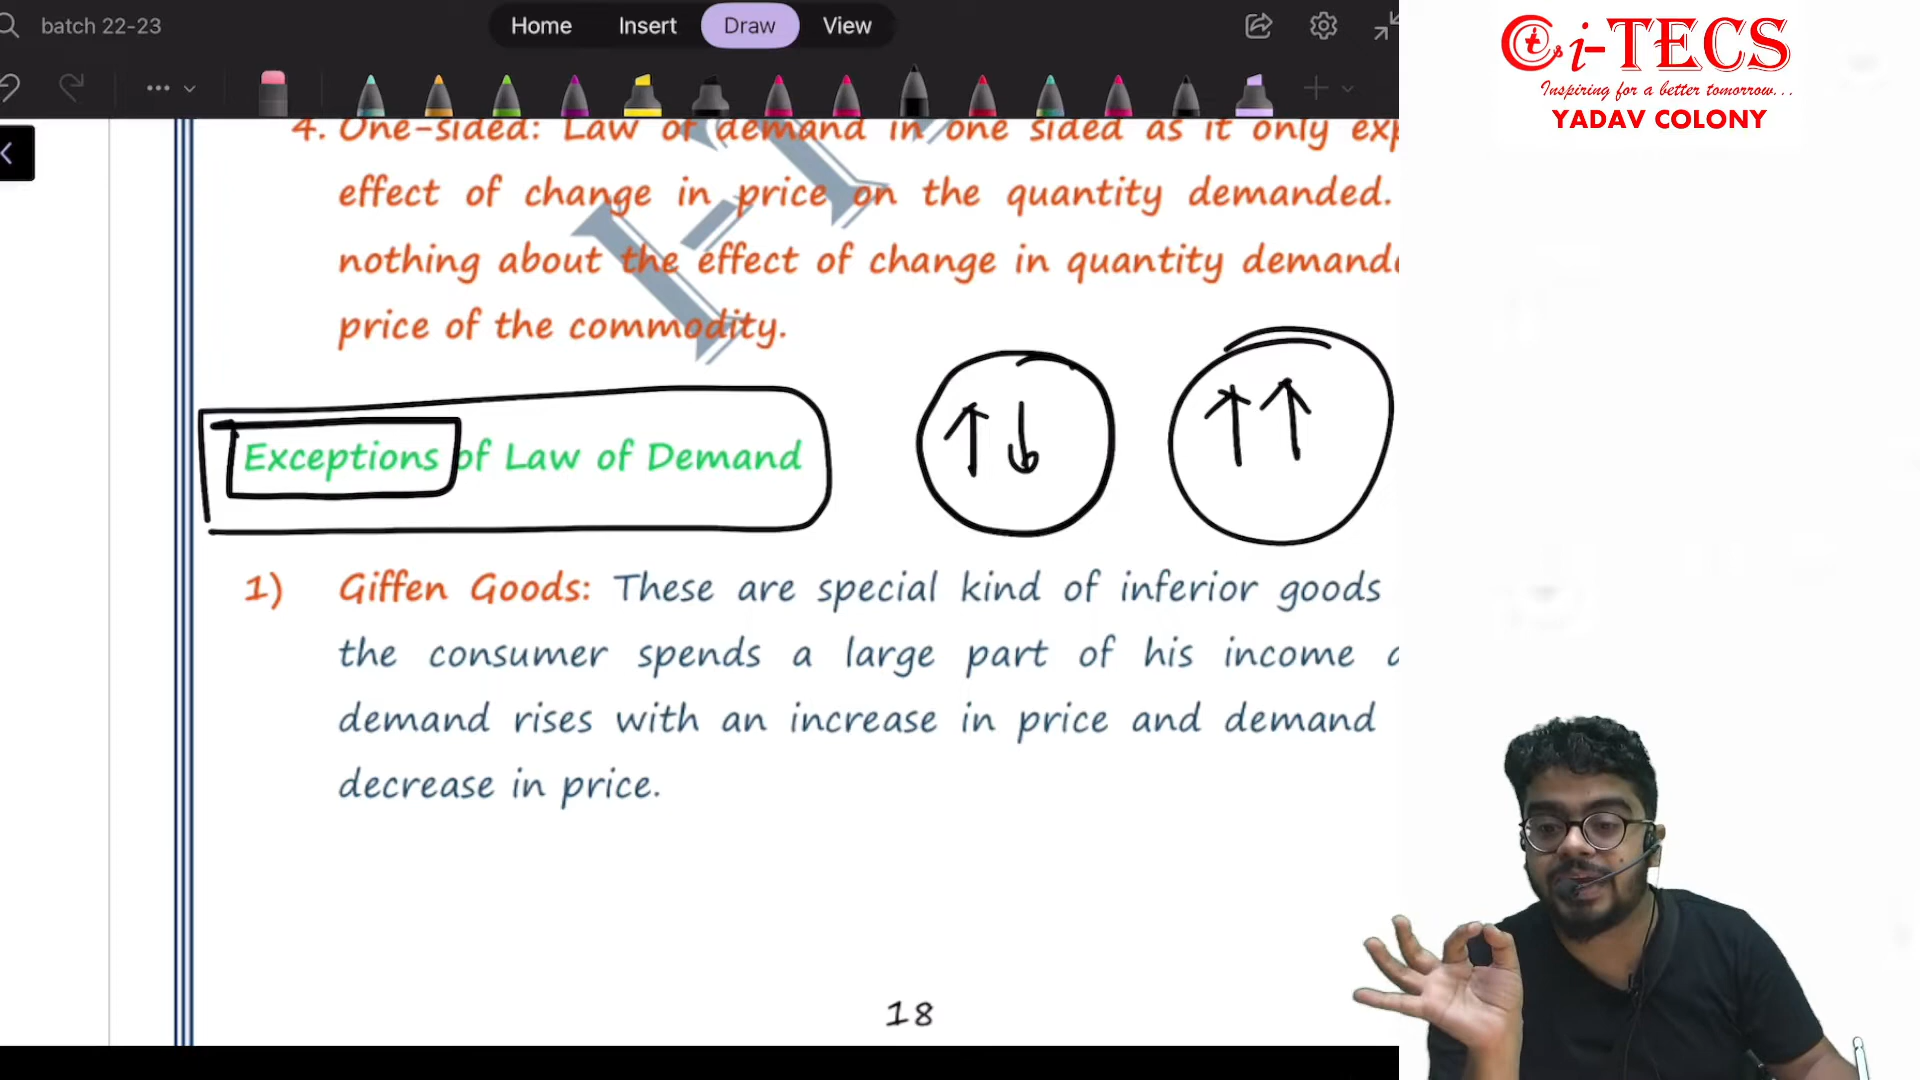 batch 22-23
Home Insert Draw View
i-TECS
Inspiring for a better tomorrow...
YADAV COLONY
4. One-sided: Law of demand in one sided as it only
effect of change in price on the quantity demanded.
nothing about the effect of change in quantity
price of the commodity.
Exceptions of Law of Demand
1) Giffen Goods: These are special kind of inferior goods
the consumer spends a large part of his income
demand rises with an increase in price and demand
decrease in price.
18